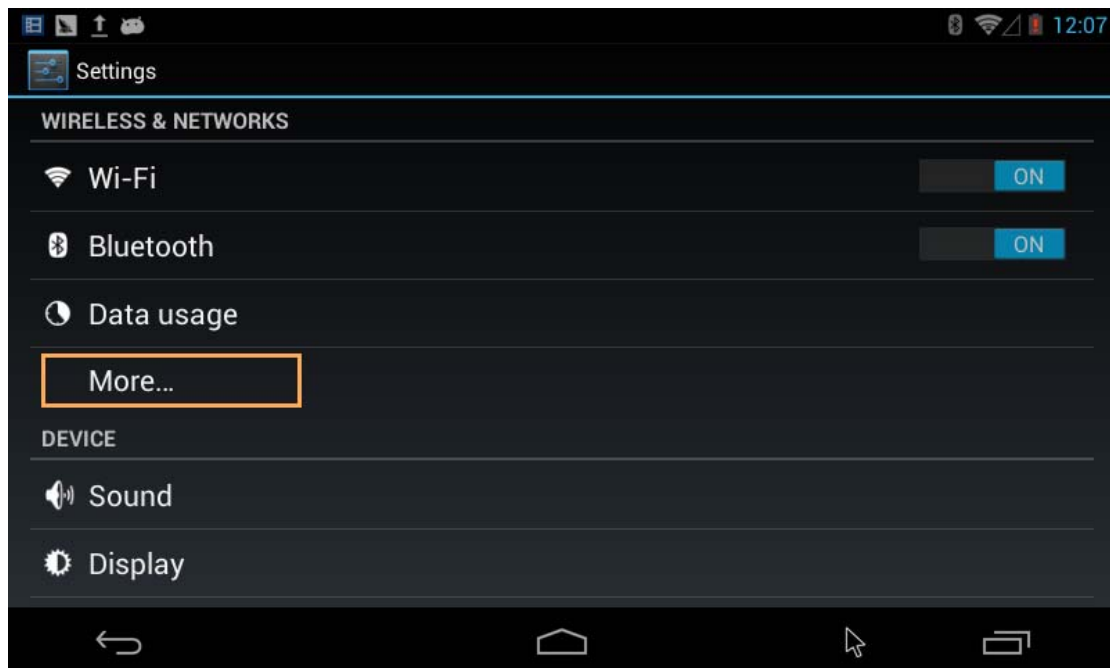 12:07
Settings
WIRELESS & NETWORKS
Wi-Fi ON
Bluetooth ON
Data usage
More...
DEVICE
Sound
Display